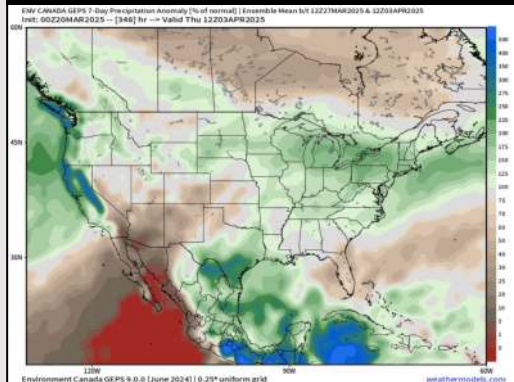 ENV CANADA GEPS 7-Day Precipitation Anomaly [% of normal] | Ensemble Mean b/t 12Z27MAR2025 & 12Z03APR2025
Init: 00Z20MAR2025 -- [346] hr --> Valid Thu 12Z03APR2025
60N
45N
30N
120W
90W
60W
Environment Canada GEPS 9.0.0 [June 2024] | 0.25° uniform grid
weathermodels.com